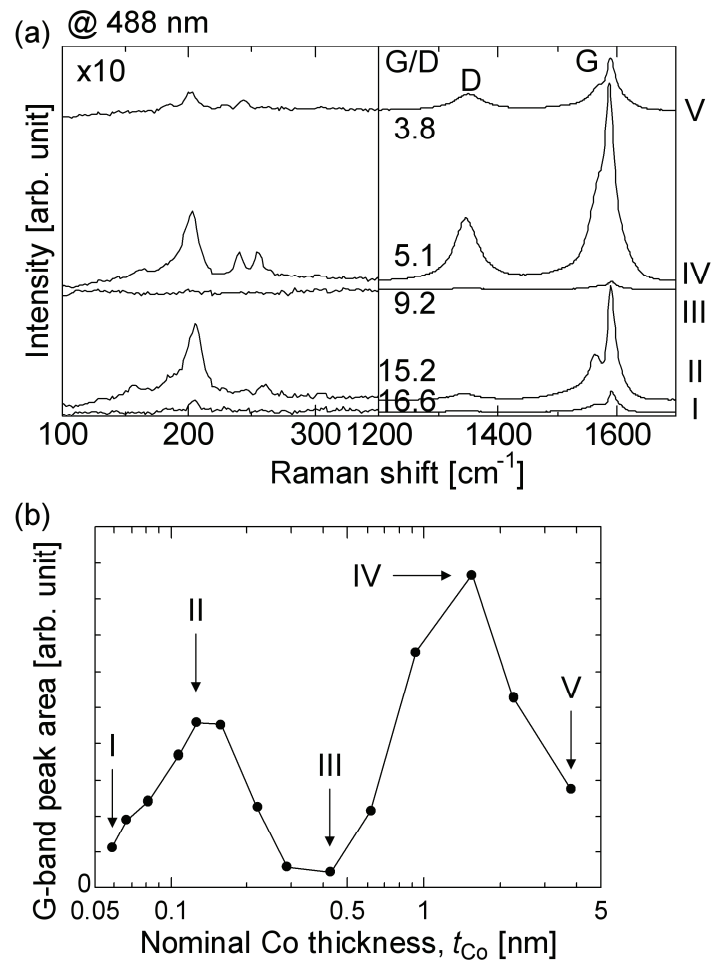 (a) @ 488 nm
x10
G/D
D
G
V
3.8
5.1
IV
9.2
III
15.2
II
16.6
I
Intensity [arb. unit]
100 200 300 1200 1400 1600
Raman shift [cm-1]
(b)
IV
II
V
I
III
G-band peak area [arb. unit]
0
0.05 0.1 0.5 1 5
Nominal Co thickness, tCo [nm]